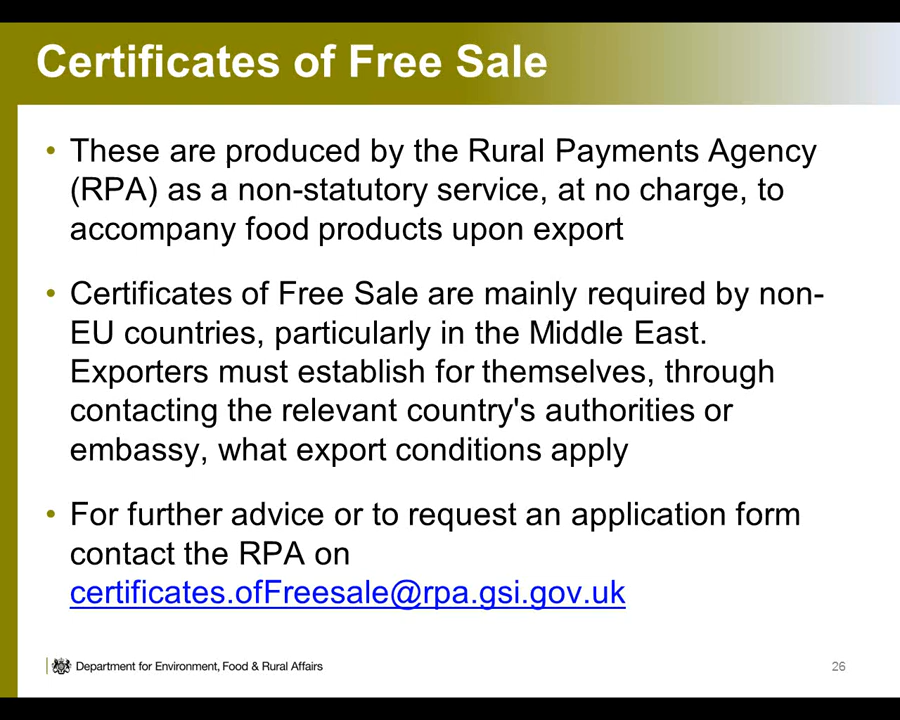 Certificates of Free Sale
• These are produced by the Rural Payments Agency
(RPA) as a non-statutory service, at no charge, to
accompany food products upon export
• Certificates of Free Sale are mainly required by non-
EU countries, particularly in the Middle East.
Exporters must establish for themselves, through
contacting the relevant country's authorities or
embassy, what export conditions apply
• For further advice or to request an application form
contact the RPA on
certificates.ofFreesale@rpa.gsi.gov.uk
Department for Environment, Food & Rural Affairs
26